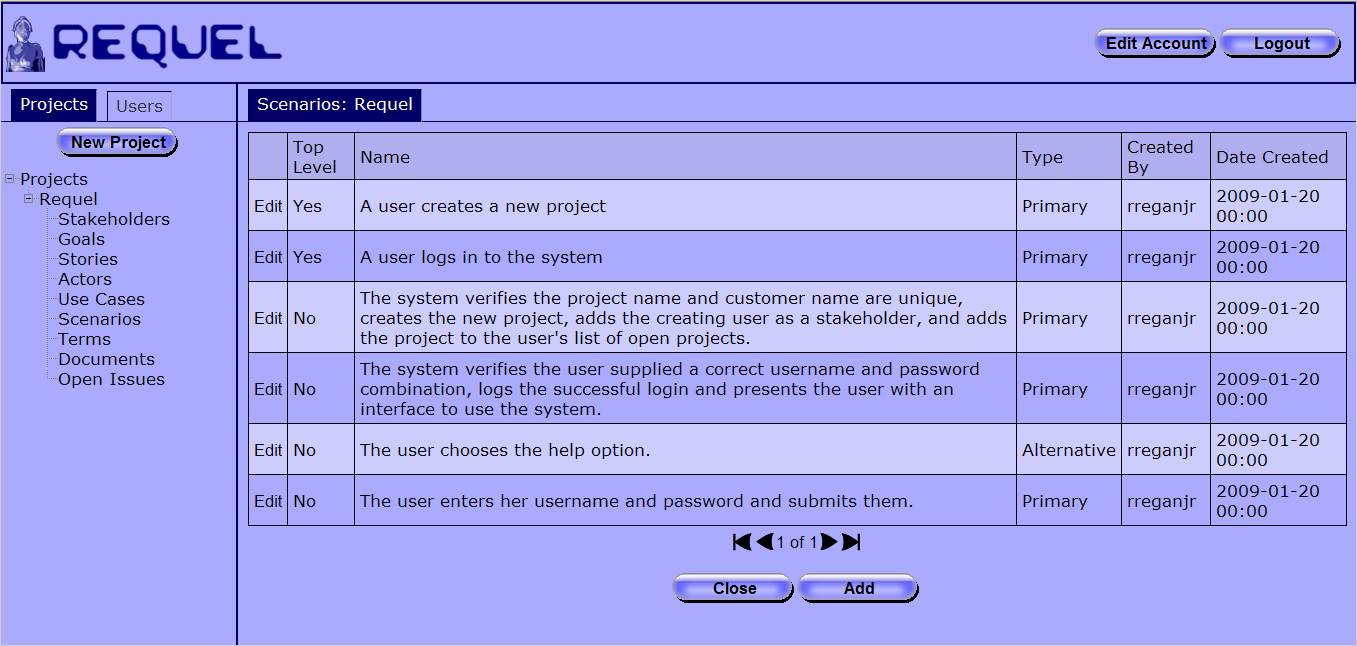 REQUEL
Edit Account
Logout
Projects
Users
New Project
Projects
Requel
Stakeholders
Goals
Stories
Actors
Use Cases
Scenarios
Terms
Documents
Open Issues
Scenarios: Requel
Top
Level
Name
Type
Created
By
Date Created
Edit
Yes
A user creates a new project
Primary
rreganjr
2009-01-20
00:00
Edit
Yes
A user logs in to the system
Primary
rreganjr
2009-01-20
00:00
Edit
No
The system verifies the project name and customer name are unique,
creates the new project, adds the creating user as a stakeholder, and adds
the project to the user's list of open projects.
Primary
rreganjr
2009-01-20
00:00
Edit
No
The system verifies the user supplied a correct username and password
combination, logs the successful login and presents the user with an
interface to use the system.
Primary
rreganjr
2009-01-20
00:00
Edit
No
The user chooses the help option.
Alternative
rreganjr
2009-01-20
00:00
Edit
No
The user enters her username and password and submits them.
Primary
rreganjr
2009-01-20
00:00
1 of 1
Close
Add